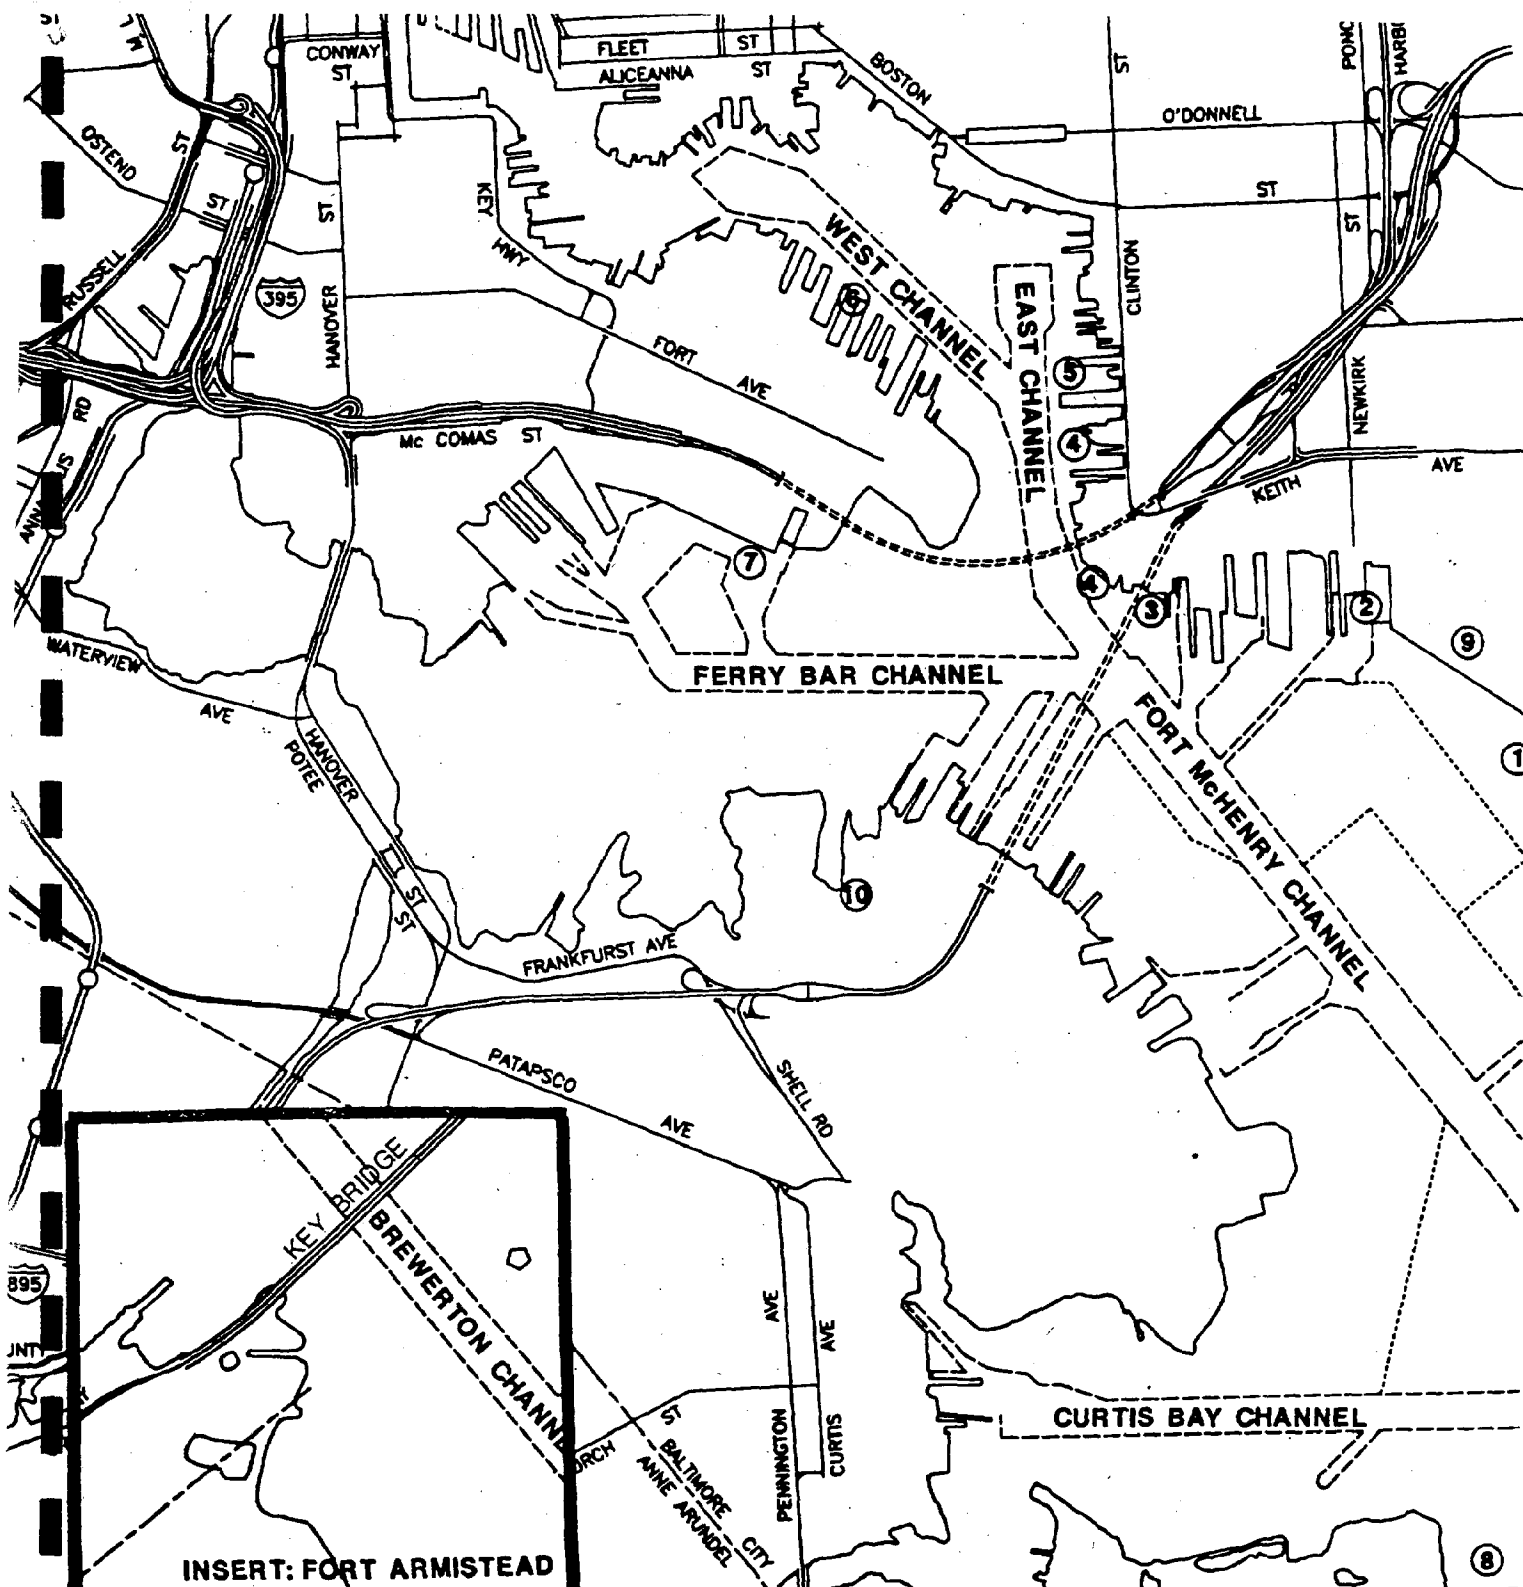 ST
M.L
CONWAY
ST
FLEET
ST
ALICEANNA
ST
BOSTON
ST
PONC
HARB
O'DONNELL
OSTEND
ST
ST
ST
KEY
HWY
ST
ST
WEST CHANNEL
EAST CHANNEL
CLINTON
RUSSELL
395
HANOVER
6
FORT
AVE
5
4
NEWKIRK
RD
Mc COMAS ST
KEITH
AVE
ANNA
IS
7
4
3
2
9
WATERVIEW
AVE
FERRY BAR CHANNEL
FORT McHENRY CHANNEL
1
HANOVER
POTEE
ST
ST
10
FRANKFURST AVE
PATAPSCO
AVE
SHELL RD
KEY BRIDGE
BREWERTON CHANNEL
895
UNTY
AVE
AVE
ST
URCH
PENNINGTON
CURTIS
CURTIS BAY CHANNEL
BALTIMORE CITY
ANNE ARUNDEL
INSERT: FORT ARMISTEAD
8